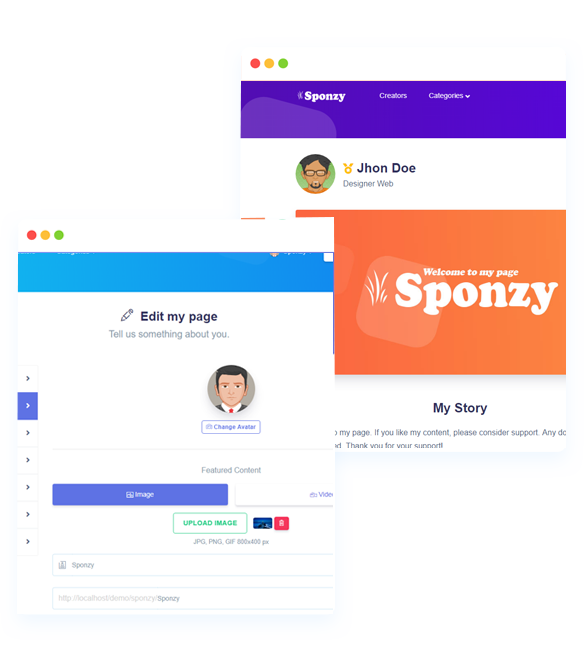 Sponzy
Creators
Categories
Jhon Doe
Designer Web
Welcome to my page
Sponzy
My Story
to my page. If you like my content, please consider support. Any do
Thank you for your support!
Sponzy
Edit my page
Tell us something about you.
Change Avatar
Featured Content
Image
Video
UPLOAD IMAGE
JPG, PNG, GIF 800x400 px
Sponzy
http://localhost/demo/sponzy/Sponzy